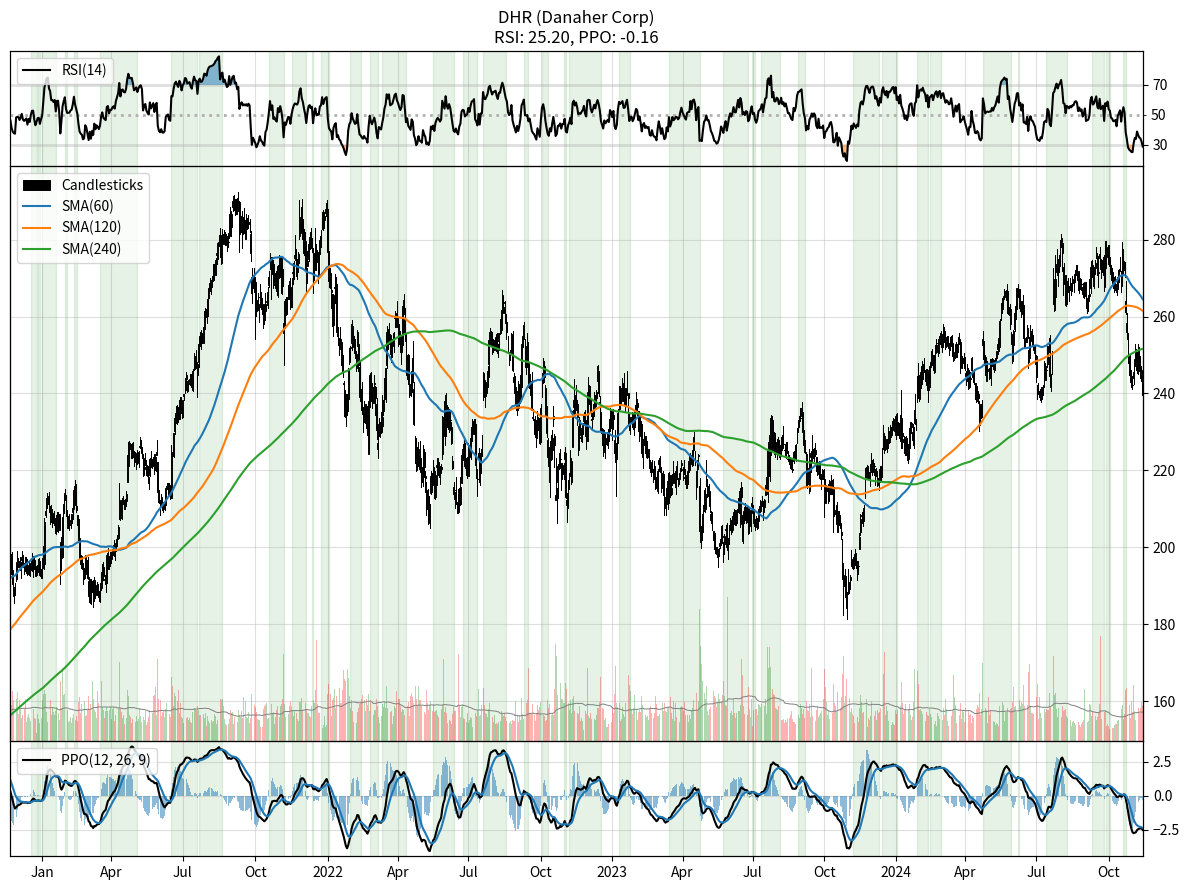 DHR (Danaher Corp)
RSI: 25.20, PPO: -0.16
RSI(14)
70
50
30
Candlesticks
SMA(60)
SMA(120)
SMA(240)
280
260
240
220
200
180
160
PPO(12, 26, 9)
2.5
0.0
−2.5
Jan Apr Jul Oct 2022 Apr Jul Oct 2023 Apr Jul Oct 2024 Apr Jul Oct